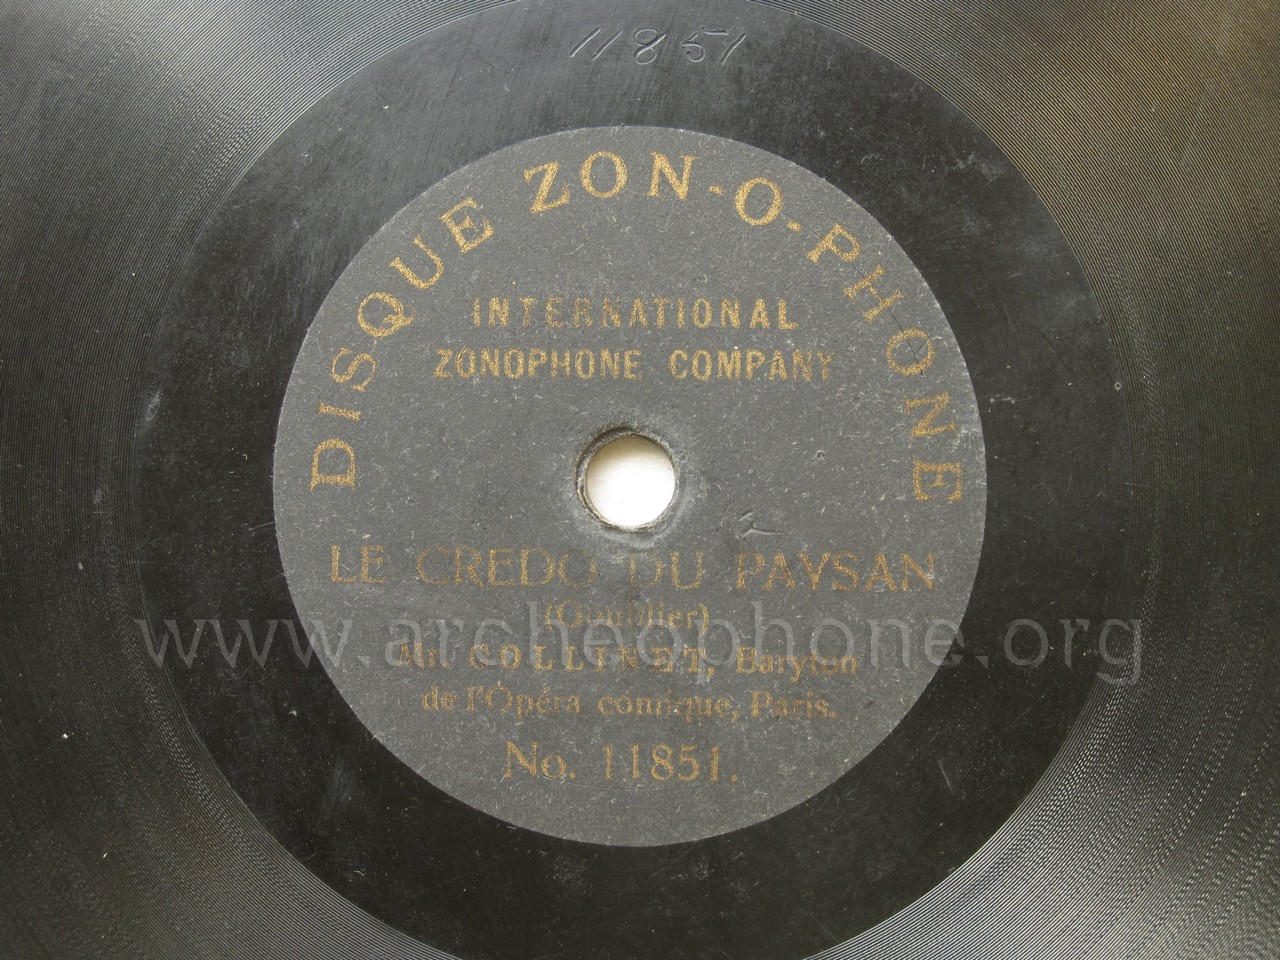 11851
DISQUE ZON-O-PHONE
INTERNATIONAL
ZONOPHONE COMPANY
LE CREDO DU PAYSAN
(Goublier)
www.archeophone.org
Mr. COLLINET, Baryton
de l'Opéra comique, Paris.
No. 11851.